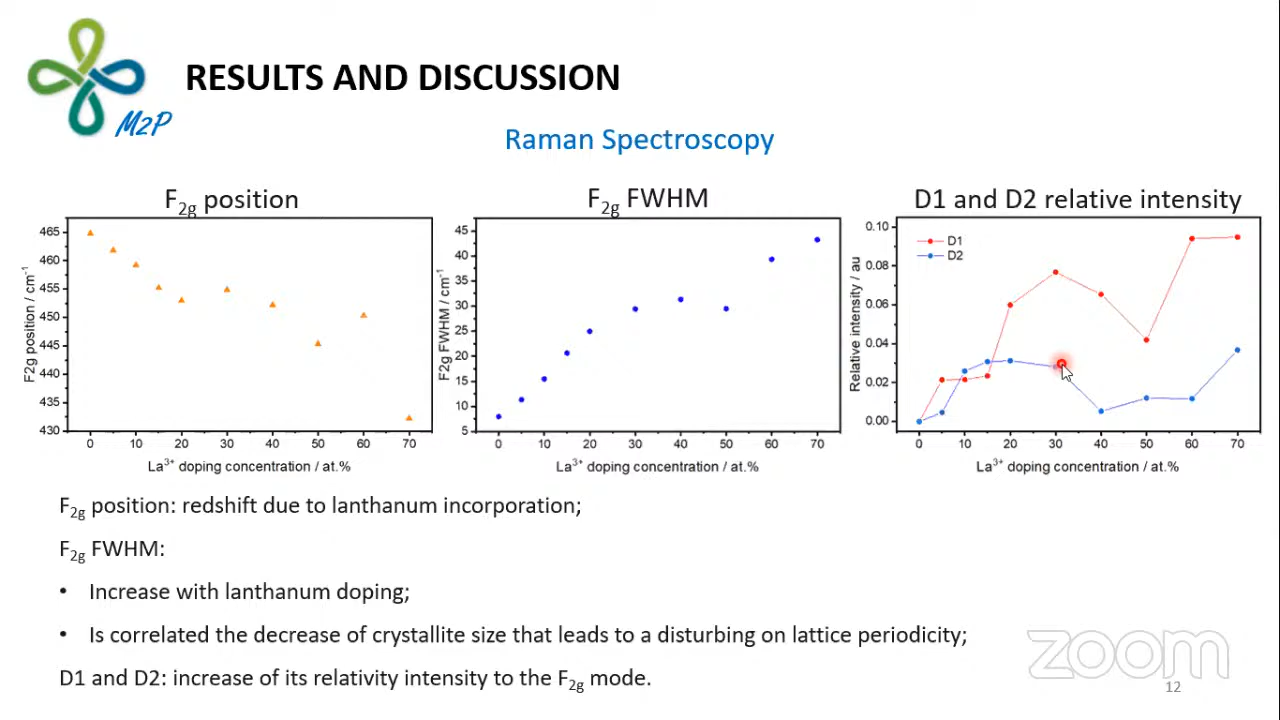 M2P
RESULTS AND DISCUSSION
Raman Spectroscopy
F2g position
F2g position / cm⁻¹
465
460
455
450
445
440
435
430
0 10 20 30 40 50 60 70
La³⁺ doping concentration / at.%
F2g FWHM
F2g FWHM / cm⁻¹
45
40
35
30
25
20
15
10
5
0 10 20 30 40 50 60 70
La³⁺ doping concentration / at.%
D1 and D2 relative intensity
Relative intensity / au
0.10
0.08
0.06
0.04
0.02
0.00
D1
D2
0 10 20 30 40 50 60 70
La³⁺ doping concentration / at.%
F2g position: redshift due to lanthanum incorporation;
F2g FWHM:
• Increase with lanthanum doping;
• Is correlated the decrease of crystallite size that leads to a disturbing on lattice periodicity;
D1 and D2: increase of its relativity intensity to the F2g mode.
zoom
12